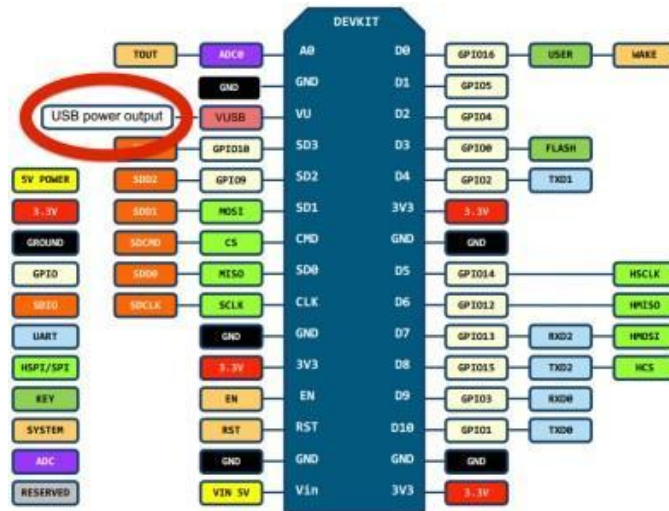 DEVKIT
TOUT ADC0 A0 D0 GPIO16 USER WAKE
GND GND D1 GPIO5
USB power output VUSB VU D2 GPIO4
GPIO10 SD3 D3 GPIO0 FLASH
5V POWER SDD2 GPIO9 SD2 D4 GPIO2 TXD1
3.3V SDD1 MOSI SD1 3V3 3.3V
GROUND SDCMD CS CMD GND GND
GPIO SDD0 MISO SD0 D5 GPIO14 HSCLK
SDIO SDCLK SCLK CLK D6 GPIO12 HMISO
UART GND GND D7 GPIO13 RXD2 HMOSI
HSPI/SPI 3.3V 3V3 D8 GPIO15 TXD2 HCS
KEY EN EN D9 GPIO3 RXD0
SYSTEM RST RST D10 GPIO1 TXD0
ADC GND GND GND GND
RESERVED VIN 5V Vin 3V3 3.3V